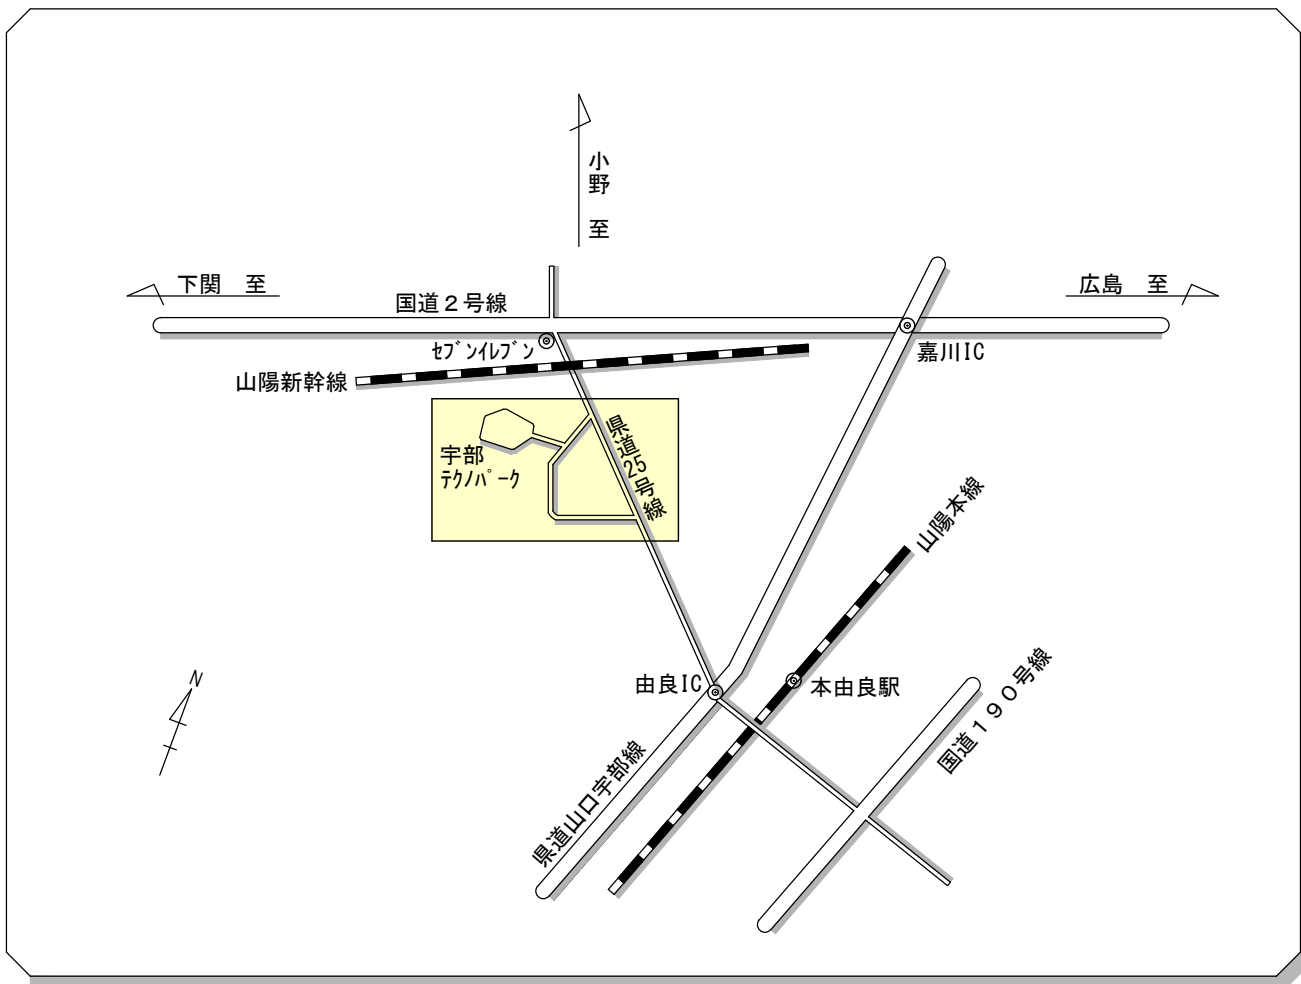 小野　至
下関　至
広島　至
国道２号線
ｾﾌﾞﾝｲﾚﾌﾞﾝ
嘉川IC
山陽新幹線
県道25号線
宇部
ﾃｸﾉﾊﾟｰｸ
山陽本線
N
由良IC
本由良駅
国道１９０号線
県道山口宇部線